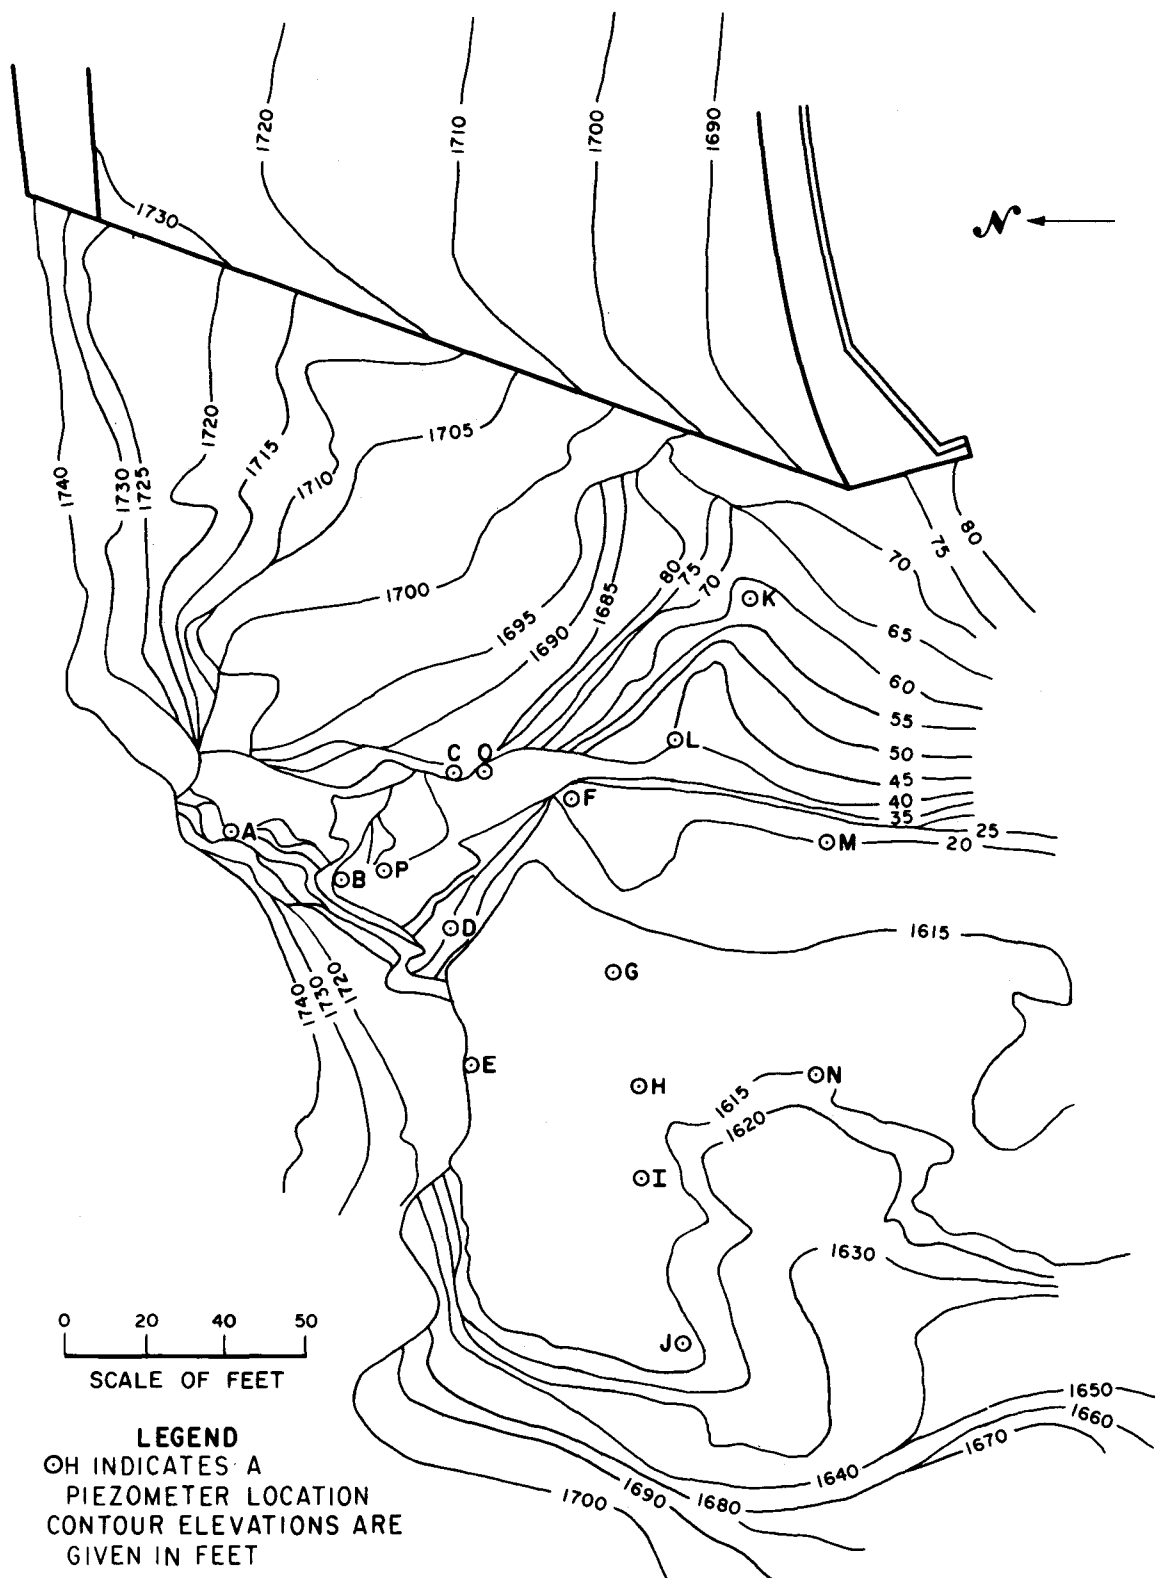 1720
1710
1700
1690
1730
N
1740
1730
1725
1720
1715
1710
1705
1700
1695
1690
1685
80
75
70
70
75
80
K
65
60
55
50
45
40
35
25
20
C
O
L
F
A
B
P
M
D
1615
G
1740
1730
1720
E
H
1615
N
1620
I
1630
J
0 20 40 50
SCALE OF FEET
LEGEND
⊙H INDICATES A
PIEZOMETER LOCATION
CONTOUR ELEVATIONS ARE
GIVEN IN FEET
1650
1660
1670
1640
1680
1690
1700